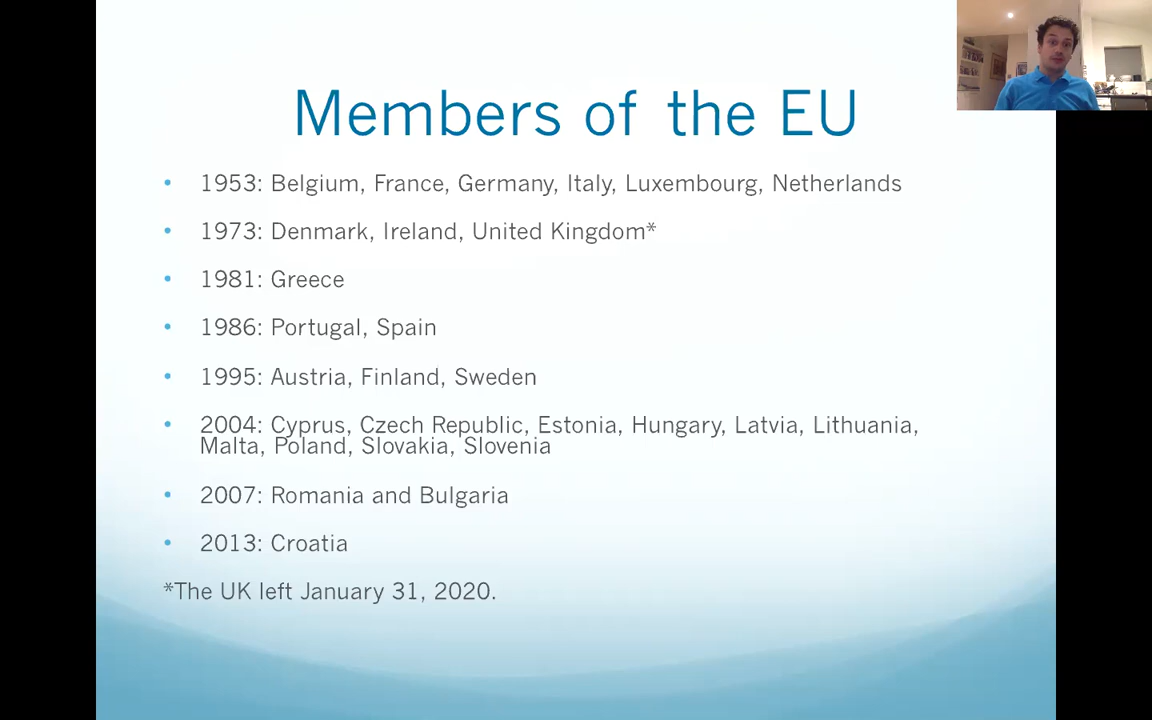 Members of the EU
• 1953: Belgium, France, Germany, Italy, Luxembourg, Netherlands
• 1973: Denmark, Ireland, United Kingdom*
• 1981: Greece
• 1986: Portugal, Spain
• 1995: Austria, Finland, Sweden
• 2004: Cyprus, Czech Republic, Estonia, Hungary, Latvia, Lithuania,
Malta, Poland, Slovakia, Slovenia
• 2007: Romania and Bulgaria
• 2013: Croatia
*The UK left January 31, 2020.